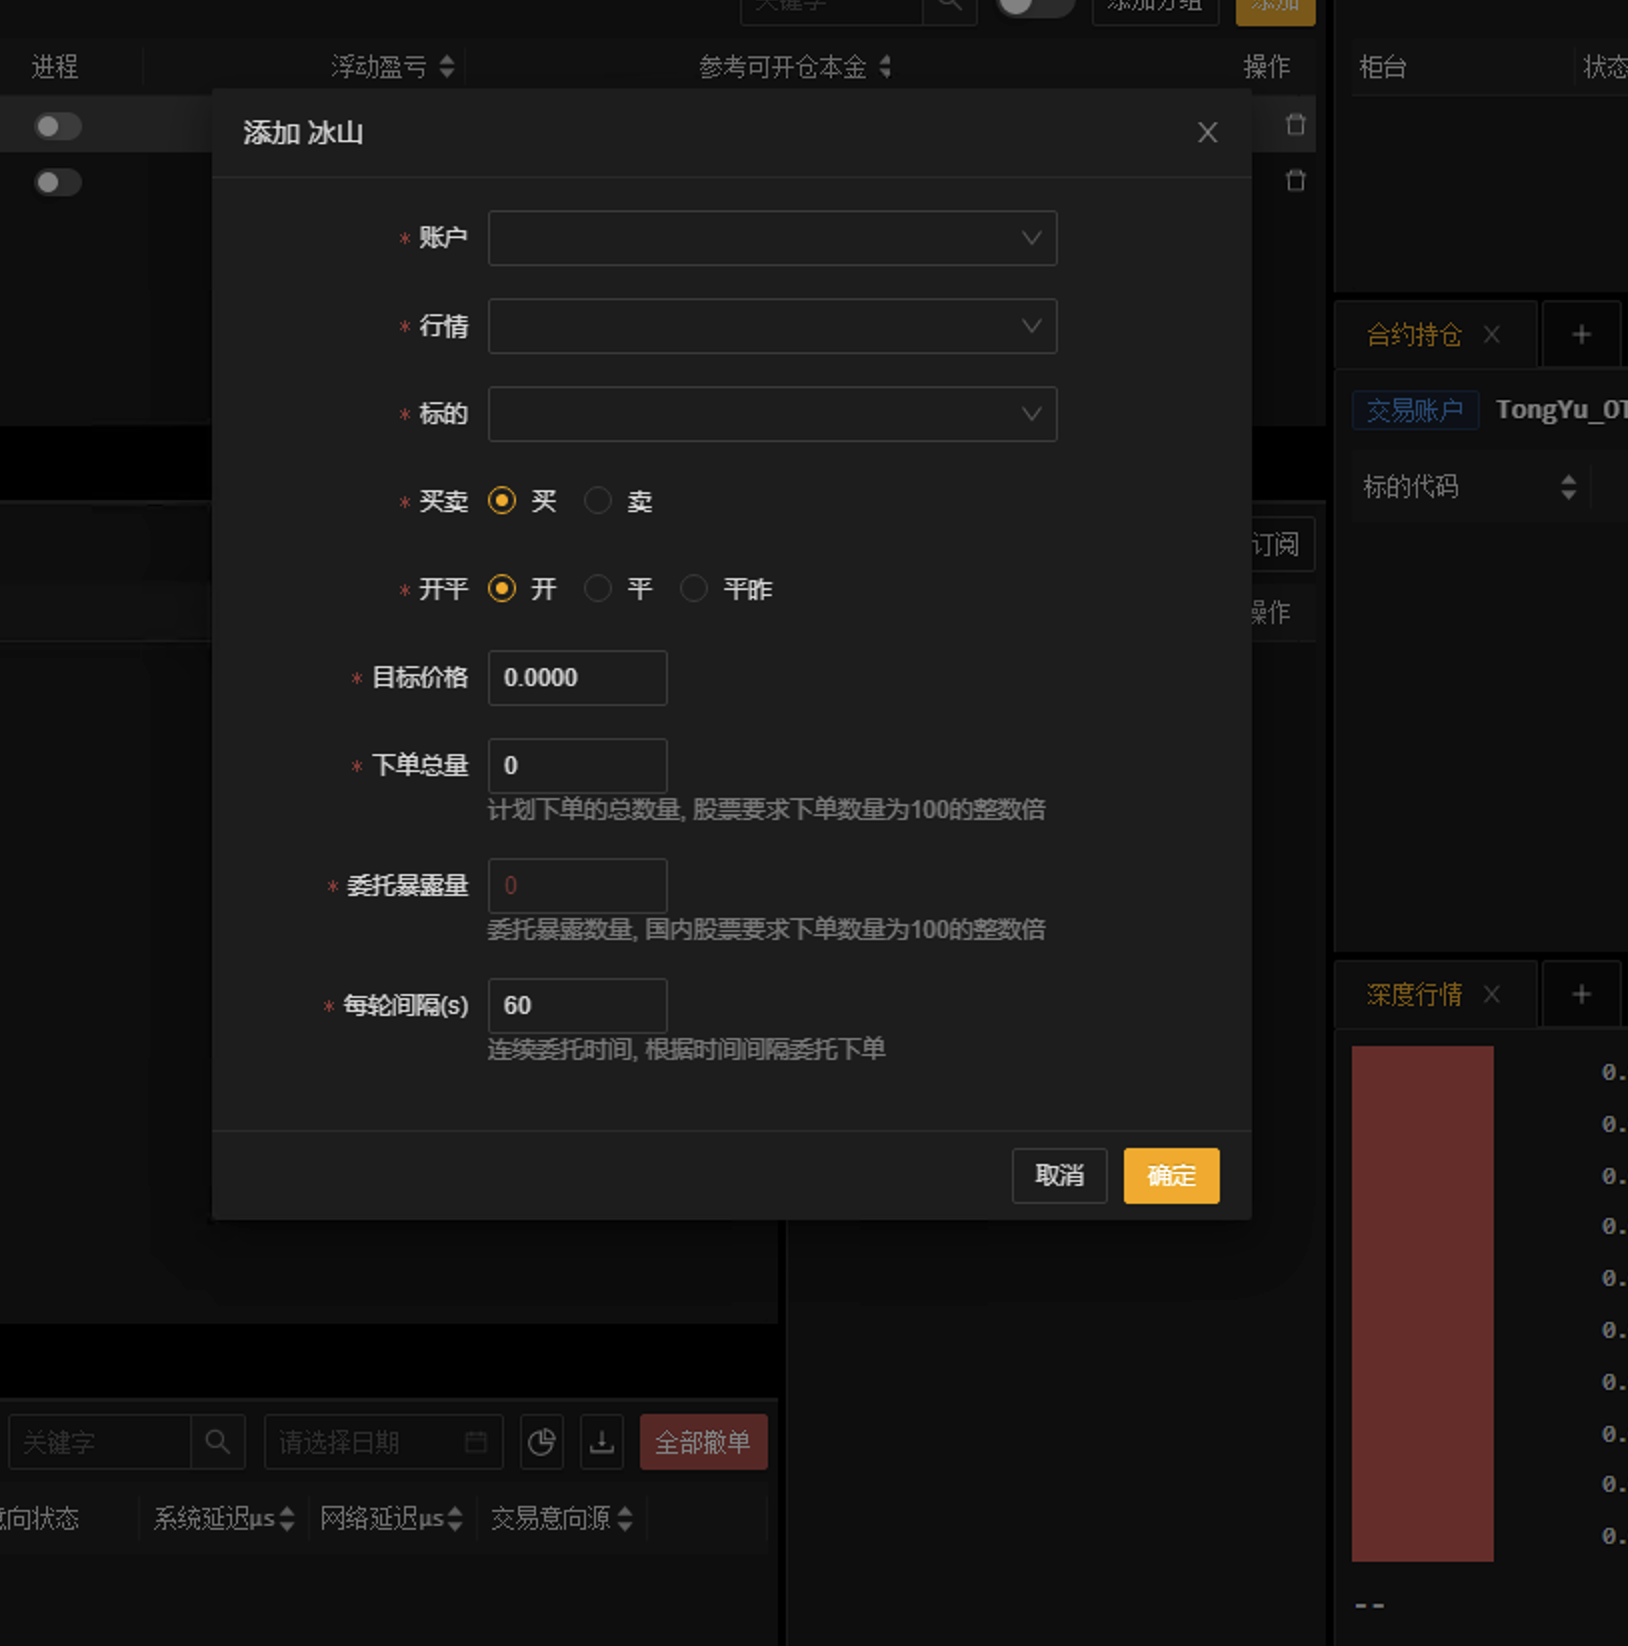 关键字
添加分组
添加
进程
浮动盈亏
参考可开仓本金
操作
柜台
状态
添加 冰山
* 账户
* 行情
* 标的
* 买卖 买 卖
* 开平 开 平 平昨
* 目标价格 0.0000
* 下单总量 0
计划下单的总数量, 股票要求下单数量为100的整数倍
* 委托暴露量 0
委托暴露数量, 国内股票要求下单数量为100的整数倍
* 每轮间隔(s) 60
连续委托时间, 根据时间间隔委托下单
取消
确定
合约持仓
交易账户 TongYu_OT
标的代码
订阅
操作
深度行情
0.
0.
0.
0.
0.
0.
0.
0.
0.
0.
--
关键字
请选择日期
全部撤单
意向状态
系统延迟μs
网络延迟μs
交易意向源